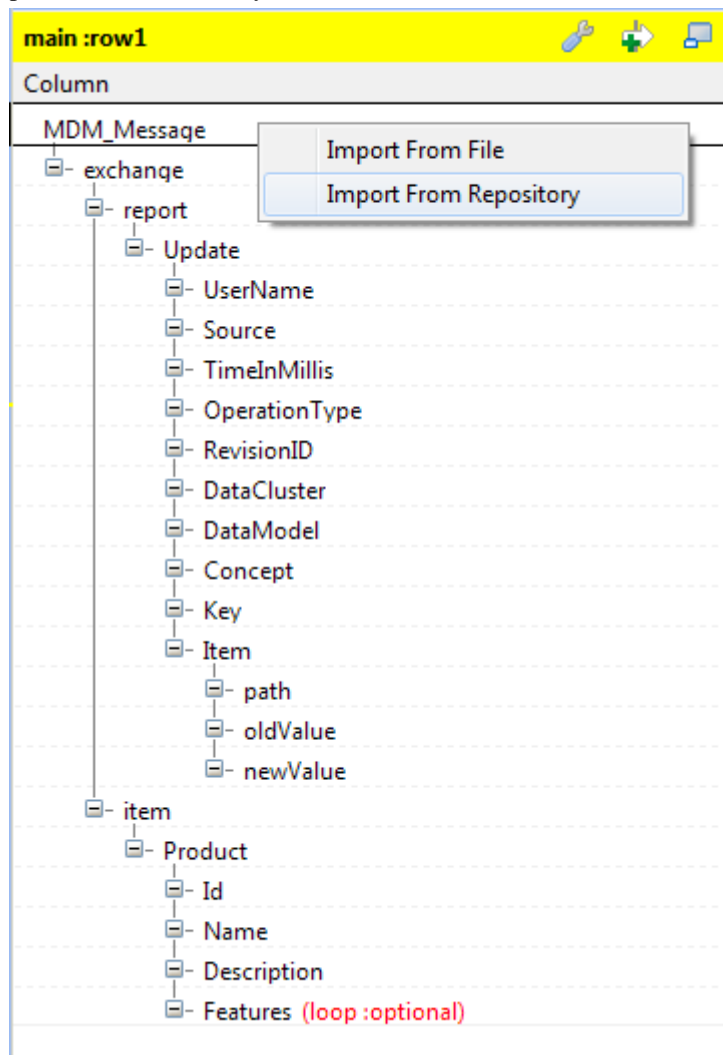 main :row1
Column
MDM_Message
Import From File
exchange
Import From Repository
report
Update
UserName
Source
TimeInMillis
OperationType
RevisionID
DataCluster
DataModel
Concept
Key
Item
path
oldValue
newValue
item
Product
Id
Name
Description
Features (loop :optional)